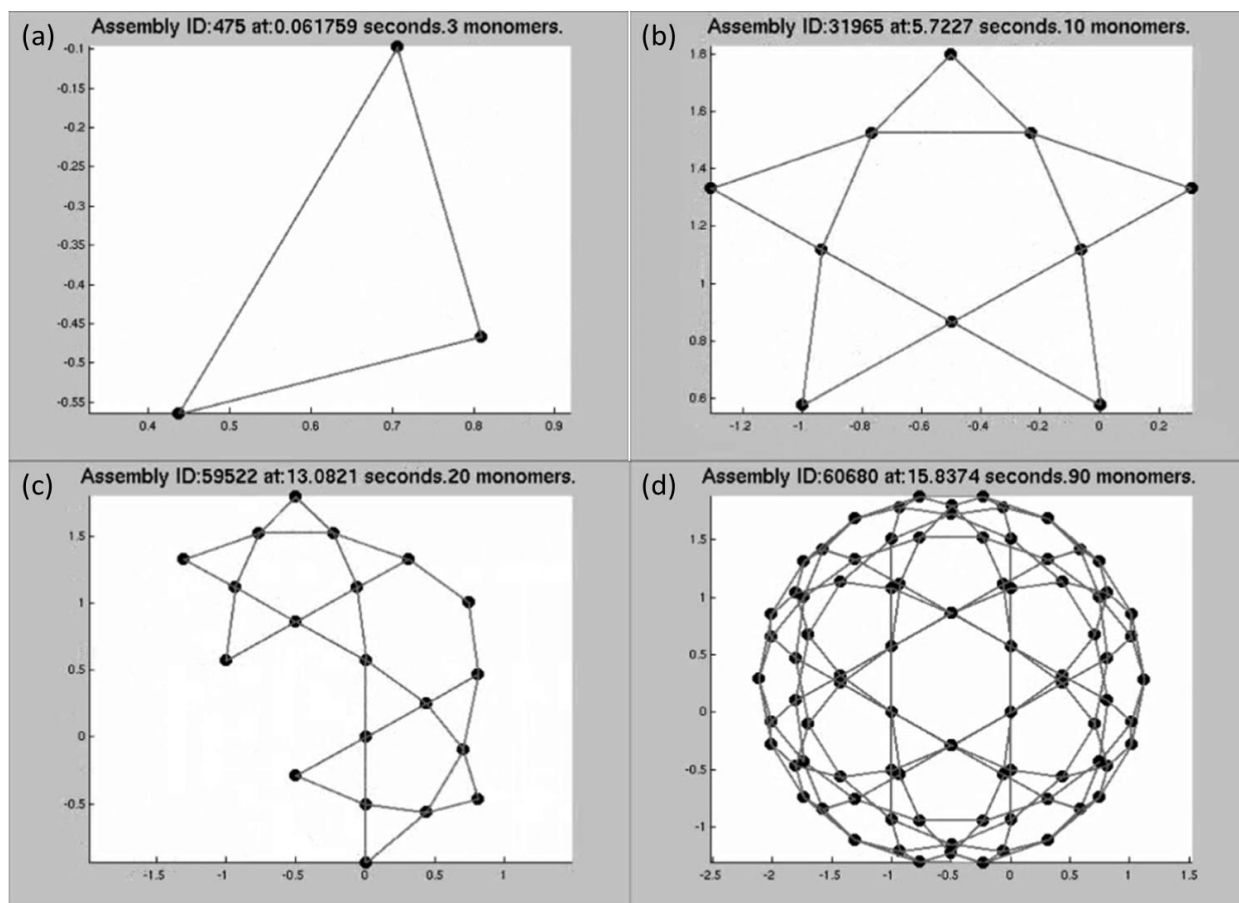 (a)
Assembly ID:475 at:0.061759 seconds.3 monomers.
-0.1
-0.15
-0.2
-0.25
-0.3
-0.35
-0.4
-0.45
-0.5
-0.55
0.4 0.5 0.6 0.7 0.8 0.9
(b)
Assembly ID:31965 at:5.7227 seconds.10 monomers.
1.8
1.6
1.4
1.2
1
0.8
0.6
-1.2 -1 -0.8 -0.6 -0.4 -0.2 0 0.2
(c)
Assembly ID:59522 at:13.0821 seconds.20 monomers.
1.5
1
0.5
0
-0.5
-1.5 -1 -0.5 0 0.5 1
(d)
Assembly ID:60680 at:15.8374 seconds.90 monomers.
1.5
1
0.5
0
-0.5
-1
-2.5 -2 -1.5 -1 -0.5 0 0.5 1 1.5